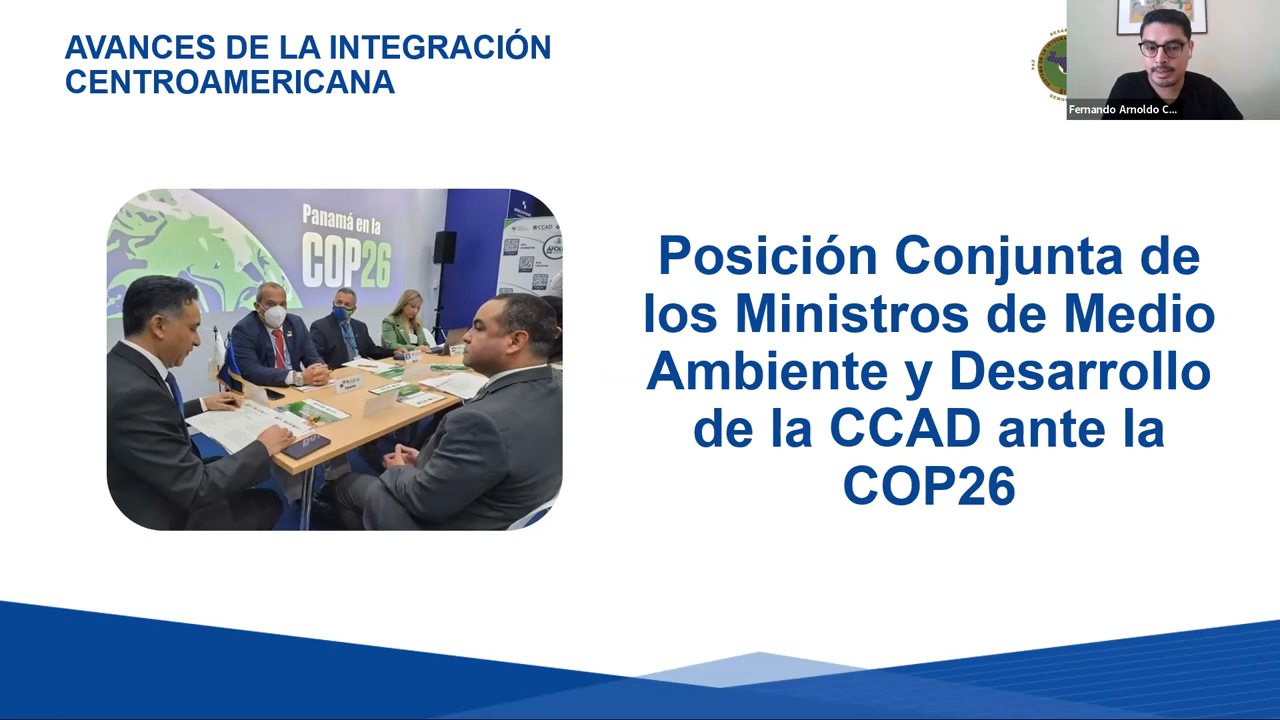 AVANCES DE LA INTEGRACIÓN
CENTROAMERICANA
Fernando Arnoldo C...
Panamá en la
COP26
CCAD
Posición Conjunta de
los Ministros de Medio
Ambiente y Desarrollo
de la CCAD ante la
COP26